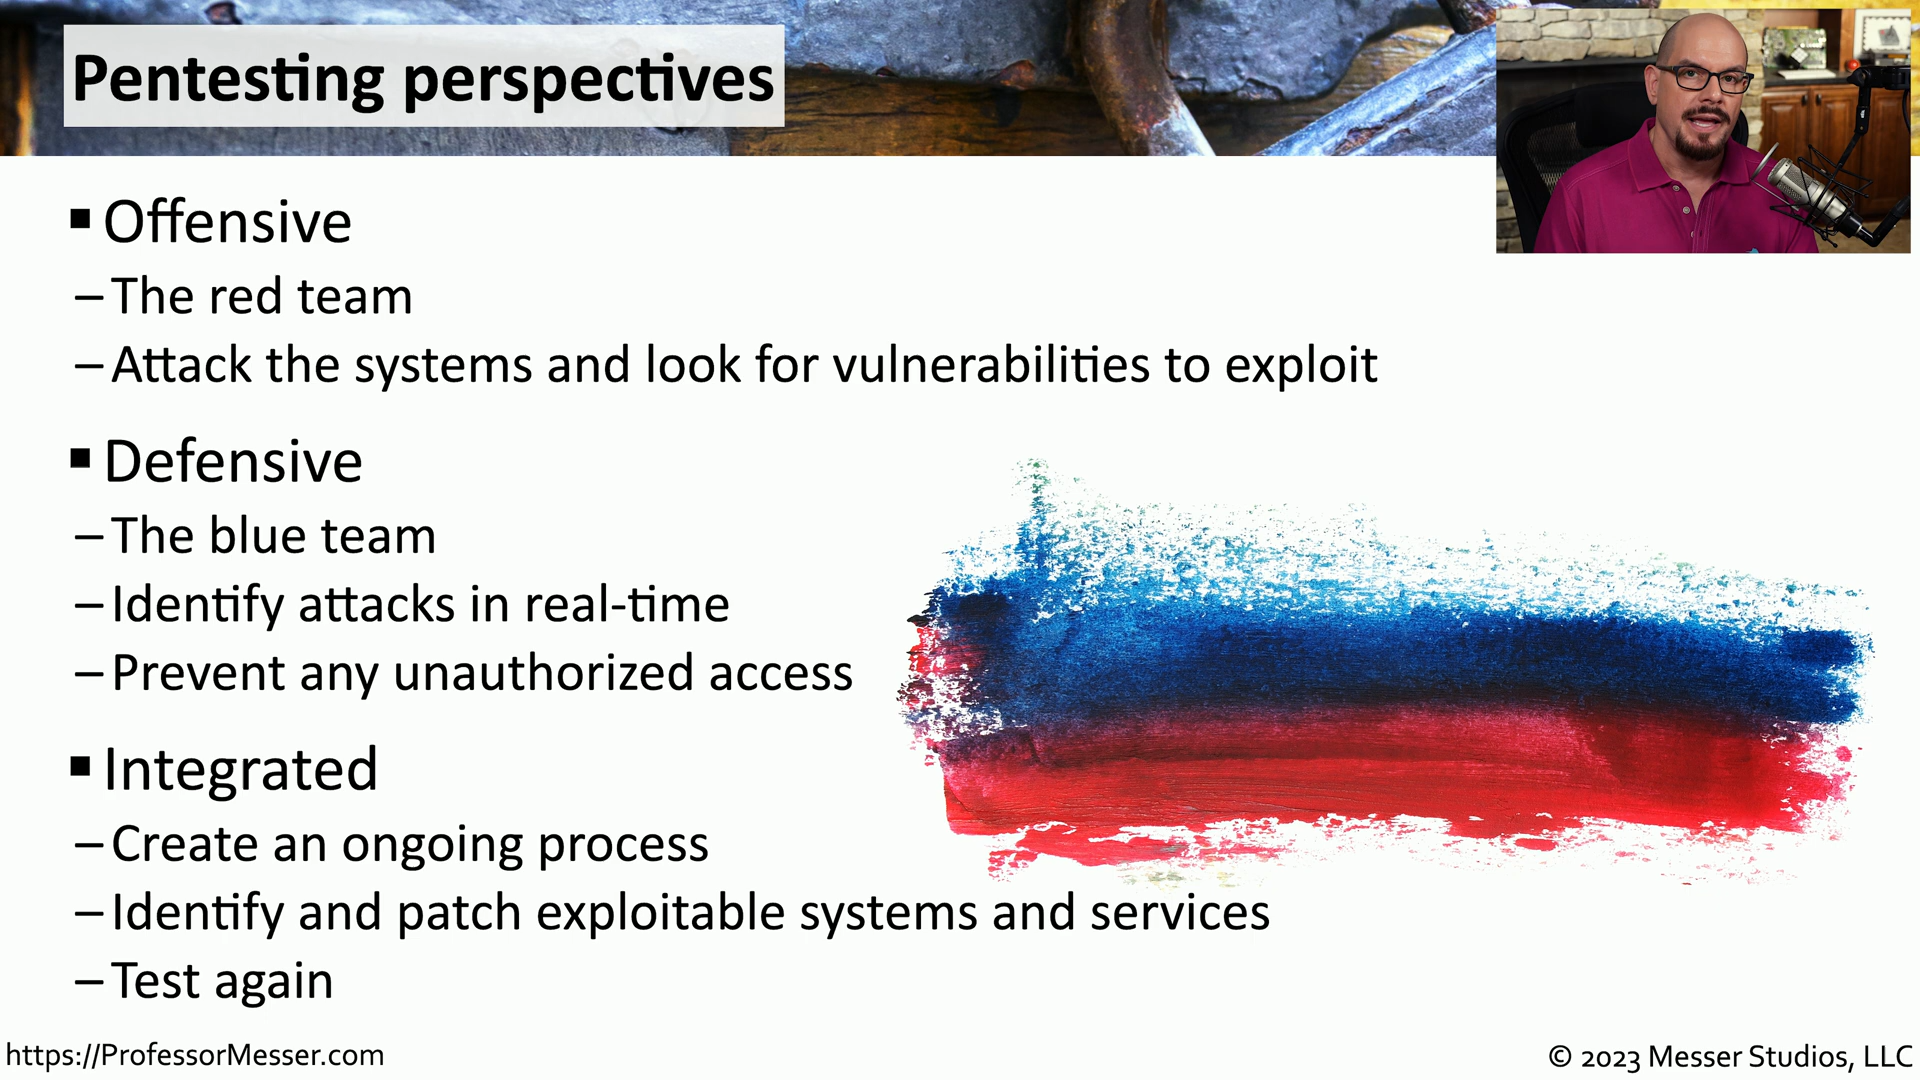 Pentesting perspectives
▪ Offensive
– The red team
– Attack the systems and look for vulnerabilities to exploit
▪ Defensive
– The blue team
– Identify attacks in real-time
– Prevent any unauthorized access
▪ Integrated
– Create an ongoing process
– Identify and patch exploitable systems and services
– Test again
https://ProfessorMesser.com
© 2023 Messer Studios, LLC